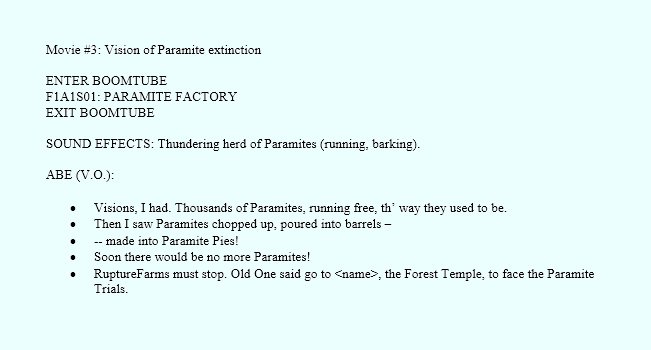 Movie #3: Vision of Paramite extinction
ENTER BOOMTUBE
F1A1S01: PARAMITE FACTORY
EXIT BOOMTUBE
SOUND EFFECTS: Thundering herd of Paramites (running, barking).
ABE (V.O.):
• Visions, I had. Thousands of Paramites, running free, th’ way they used to be.
• Then I saw Paramites chopped up, poured into barrels –
• -- made into Paramite Pies!
• Soon there would be no more Paramites!
• RuptureFarms must stop. Old One said go to <name>, the Forest Temple, to face the Paramite
Trials.